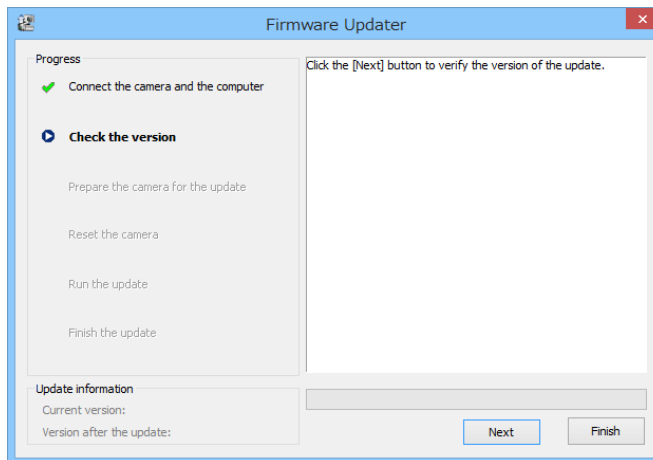 Firmware Updater
Progress
Connect the camera and the computer
Check the version
Prepare the camera for the update
Reset the camera
Run the update
Finish the update
Click the [Next] button to verify the version of the update.
Update information
Current version:
Version after the update:
Next
Finish